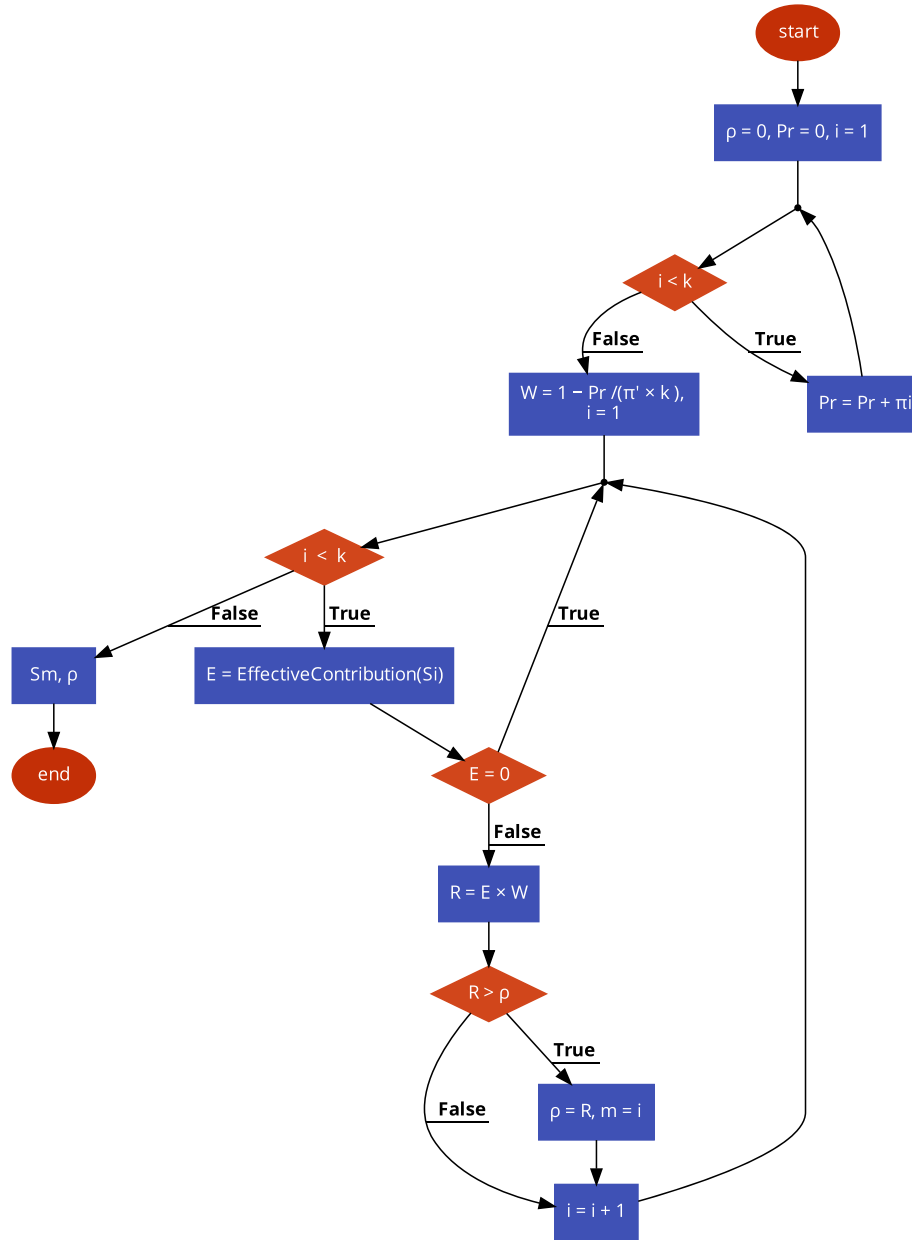 start
ρ = 0, Pr = 0, i = 1
i < k
False
True
W = 1 − Pr /(π' × k ),
i = 1
Pr = Pr + πi
i < k
False
True
True
Sm, ρ
E = EffectiveContribution(Si)
end
E = 0
False
R = E × W
R > ρ
True
False
ρ = R, m = i
i = i + 1